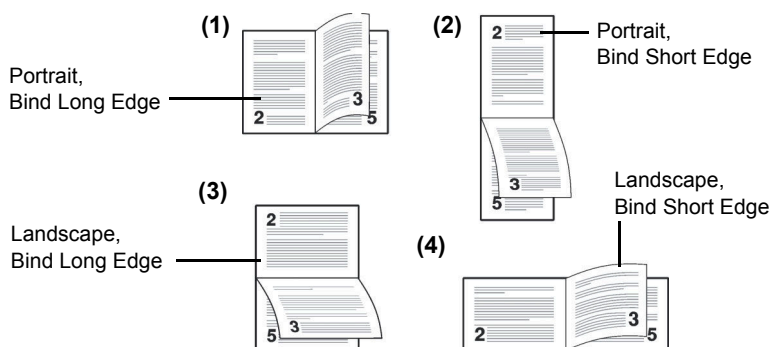 (1)
Portrait,
Bind Long Edge
2
3
5
(2)
Portrait,
Bind Short Edge
2
3
5
(3)
Landscape,
Bind Long Edge
2
3
5
(4)
Landscape,
Bind Short Edge
2
3
5